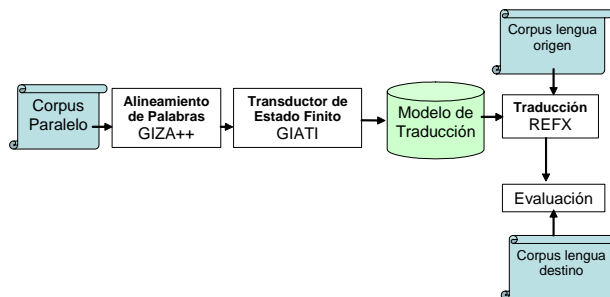 Corpus lengua
origen
Corpus
Paralelo
Alineamiento
de Palabras
GIZA++
Transductor de
Estado Finito
GIATI
Modelo de
Traducción
Traducción
REFX
Evaluación
Corpus lengua
destino